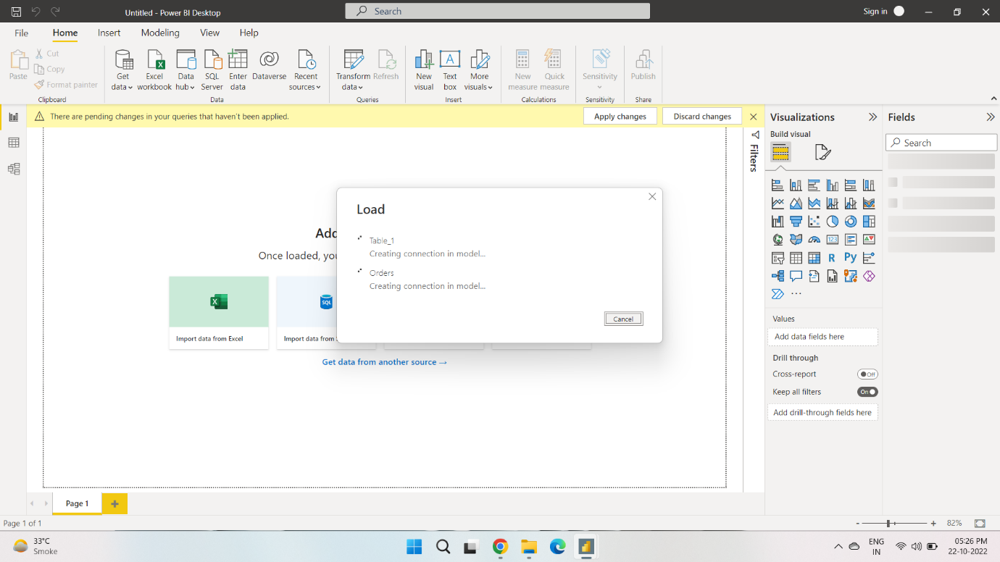 Untitled - Power BI Desktop
Search
Sign in
File Home Insert Modeling View Help
Paste
Cut
Copy
Format painter
Clipboard
Get data
Excel workbook
Data hub
SQL Server
Enter data
Dataverse
Recent sources
Data
Transform data
Refresh
Queries
New visual
Text box
A
More visuals
Insert
New measure
Quick measure
Calculations
Sensitivity
Sensitivity
Publish
Share
There are pending changes in your queries that haven't been applied.
Apply changes
Discard changes
Filters
Visualizations
Build visual
123
R
Py
Values
Add data fields here
Drill through
Cross-report
Off
Keep all filters
On
Add drill-through fields here
Fields
Search
Add
Once loaded, you
SQL
Import data from Excel
Import data from
Get data from another source →
Load
Table_1
Creating connection in model...
Orders
Creating connection in model...
Cancel
Page 1
Page 1 of 1
- + 82%
33°C
Smoke
ENG
IN
05:26 PM
22-10-2022